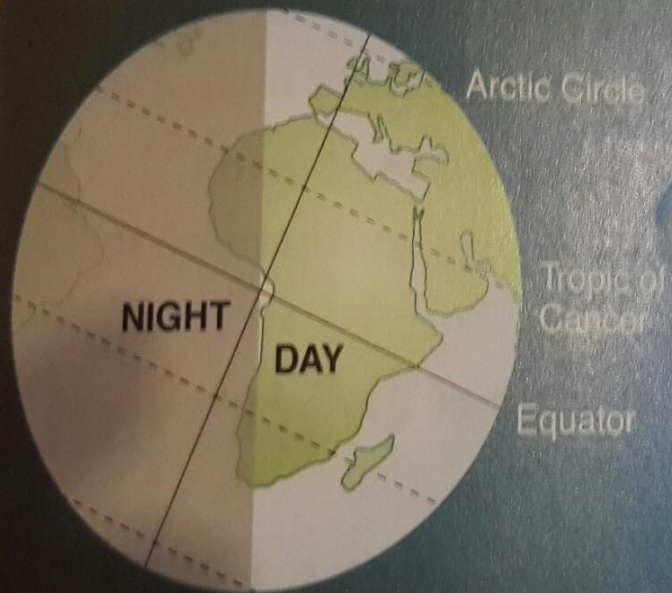 Arctic Circle
Tropic of
Cancer
NIGHT
DAY
Equator